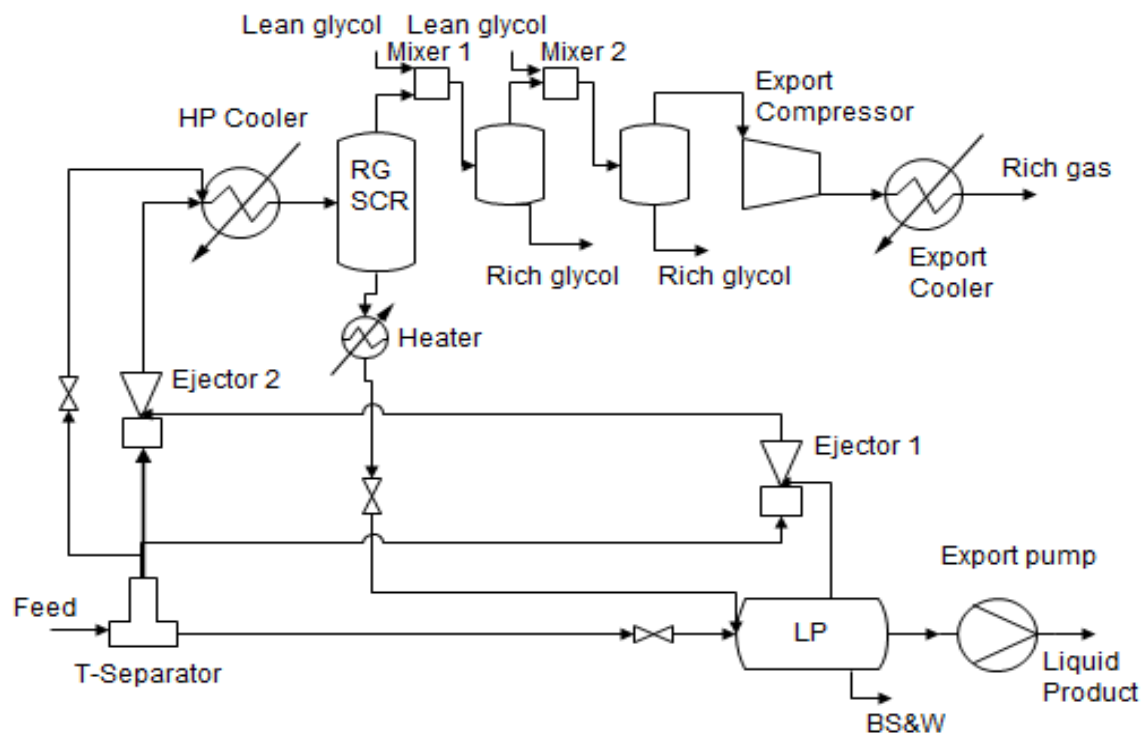 Lean glycol
Lean glycol
Mixer 1
Mixer 2
Export
Compressor
HP Cooler
RG
SCR
Rich gas
Rich glycol
Rich glycol
Export
Cooler
Heater
Ejector 2
Ejector 1
Export pump
Feed
LP
T-Separator
Liquid
Product
BS&W